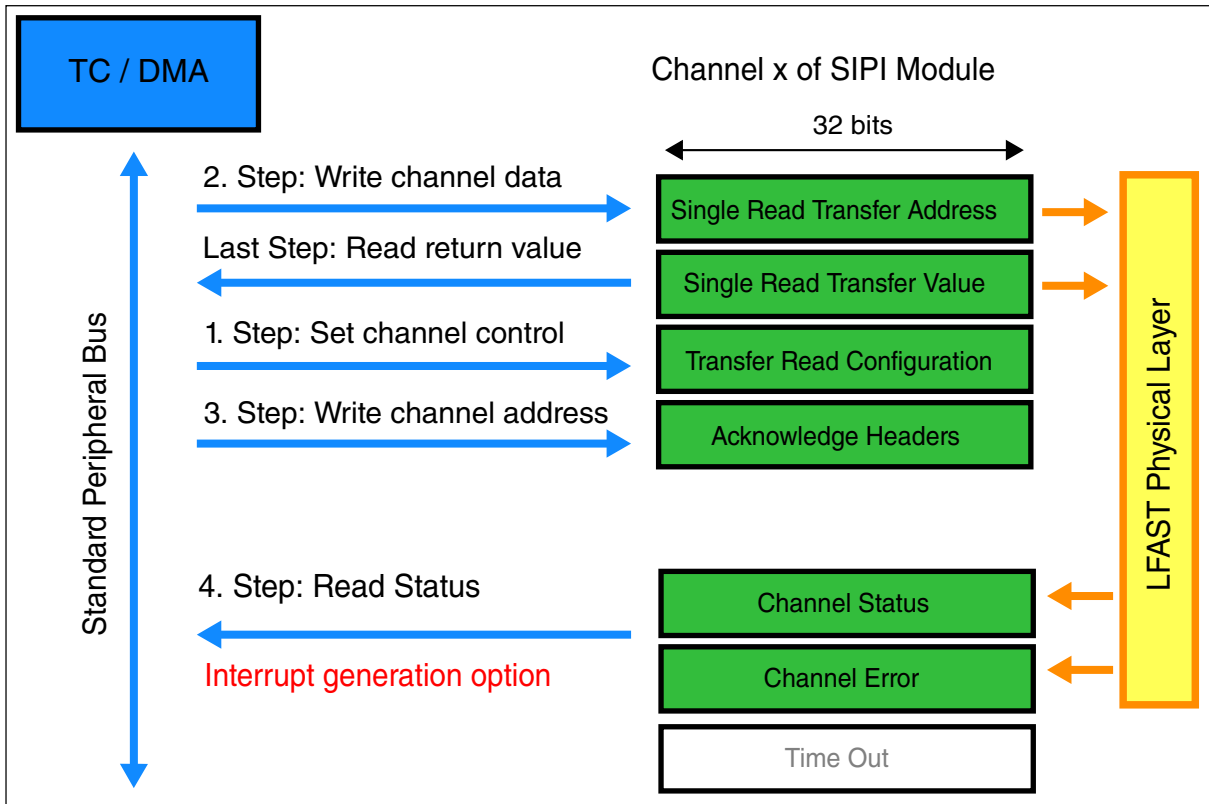 TC / DMA
Channel x of SIPI Module
32 bits
2. Step: Write channel data
Single Read Transfer Address
Last Step: Read return value
Single Read Transfer Value
1. Step: Set channel control
Transfer Read Configuration
3. Step: Write channel address
Acknowledge Headers
Standard Peripheral Bus
LFAST Physical Layer
4. Step: Read Status
Channel Status
Interrupt generation option
Channel Error
Time Out